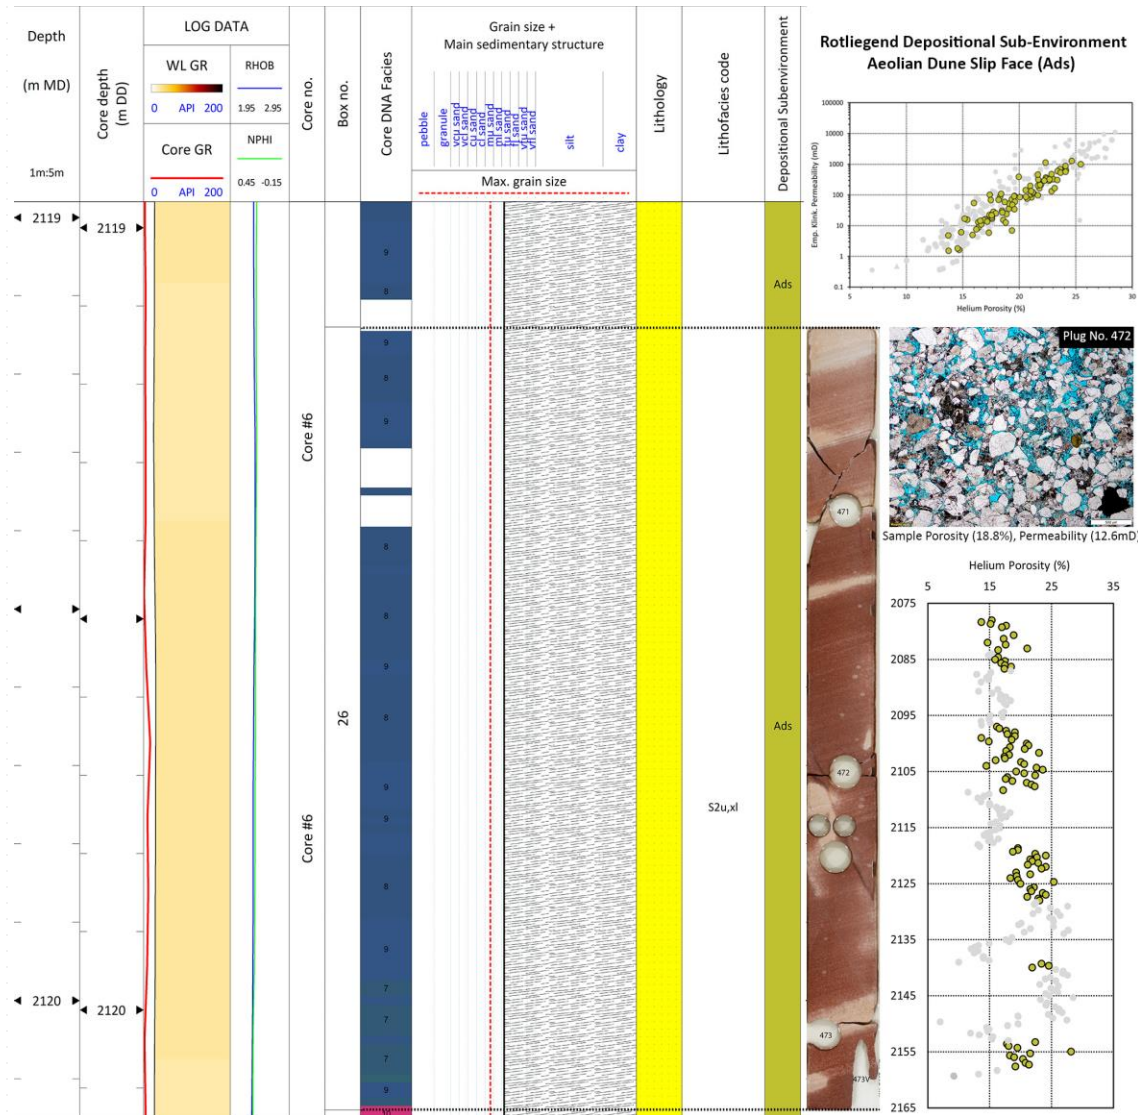 Depth
(m MD)
1m:5m
Core depth
(m DD)
LOG DATA
WL GR
0 API 200
Core GR
0 API 200
RHOB
1.95 2.95
NPHI
0.45 -0.15
Core no.
Box no.
Core DNA Facies
Grain size +
Main sedimentary structure
pebble
granule
vcu sand
vcl sand
cu sand
cl sand
mu sand
ml sand
fu sand
fl sand
vfu sand
vfl sand
silt
clay
Max. grain size
Lithology
Lithofacies code
Depositional Subenvironment
2119
2119
2120
2120
Core #6
Core #6
26
9
8
9
8
9
8
8
9
8
9
9
8
9
7
7
7
9
10
S2u,xl
Ads
Ads
471
472
473
473V
Rotliegend Depositional Sub-Environment
Aeolian Dune Slip Face (Ads)
Emp. Klink. Permeability (mD)
100000
10000
1000
100
10
1
0.1
5 10 15 20 25 30
Helium Porosity (%)
Plug No. 472
Sample Porosity (18.8%), Permeability (12.6mD)
Helium Porosity (%)
5 15 25 35
2075
2085
2095
2105
2115
2125
2135
2145
2155
2165